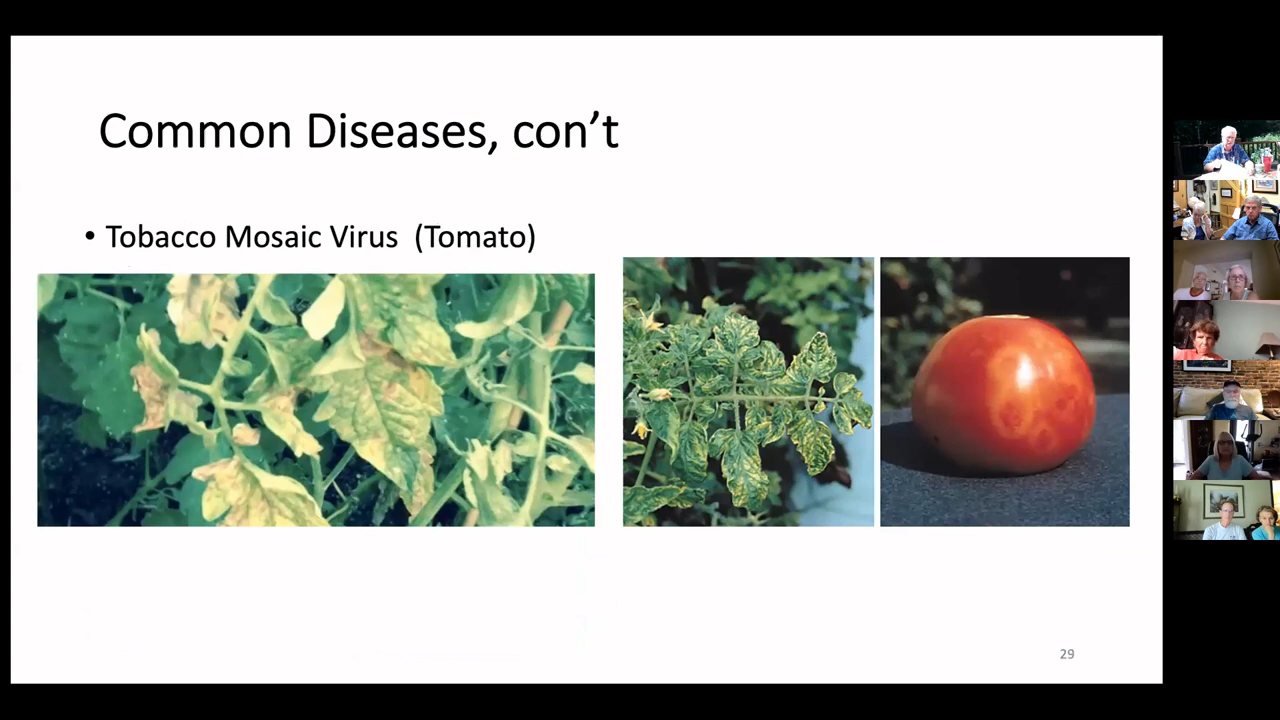 Common Diseases, con’t
• Tobacco Mosaic Virus  (Tomato)
29